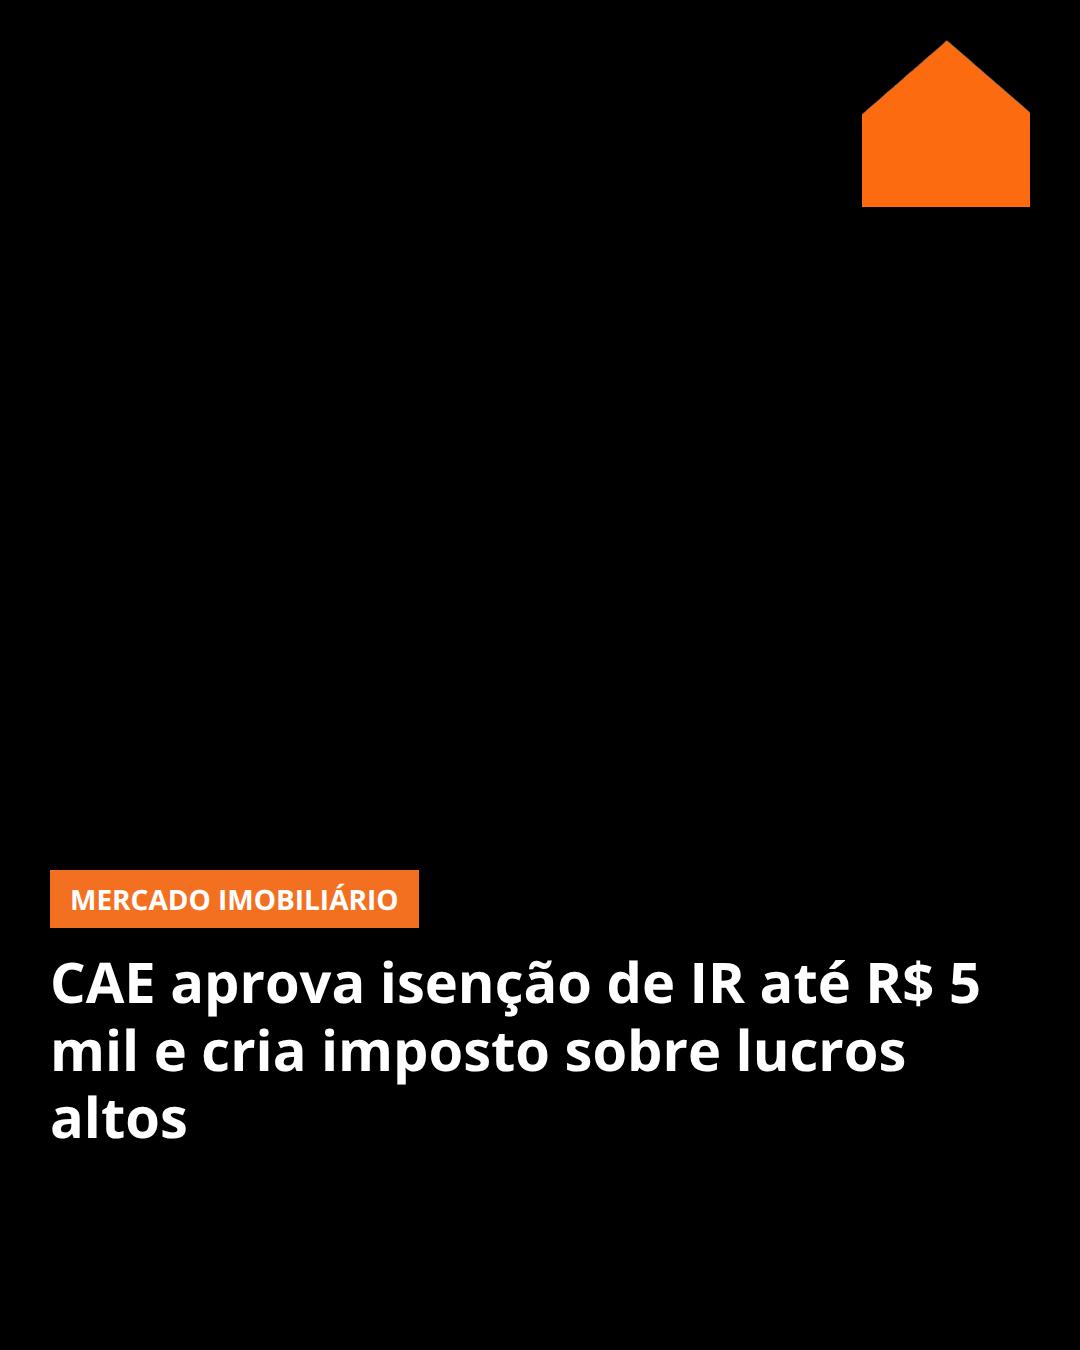 MERCADO IMOBILIÁRIO
CAE aprova isenção de IR até R$ 5
mil e cria imposto sobre lucros
altos